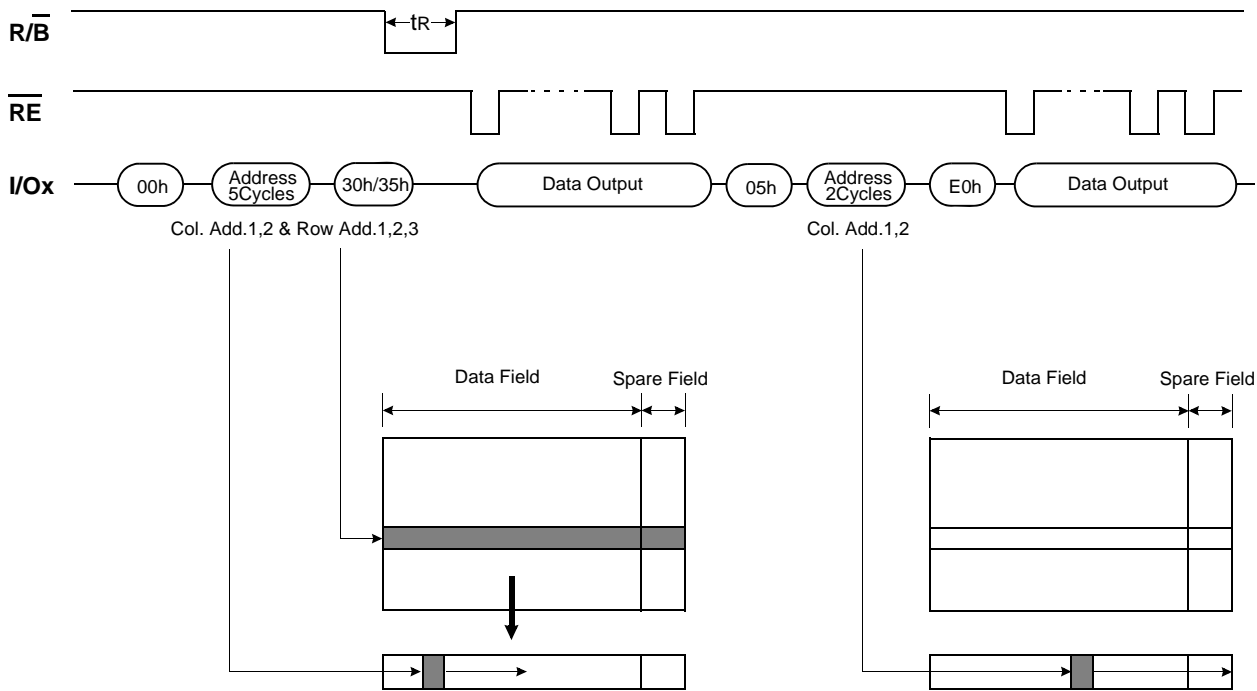 R/B
tR
RE
I/Ox
00h
Address
5Cycles
30h/35h
Data Output
05h
Address
2Cycles
E0h
Data Output
Col. Add.1,2 & Row Add.1,2,3
Col. Add.1,2
Data Field
Spare Field
Data Field
Spare Field